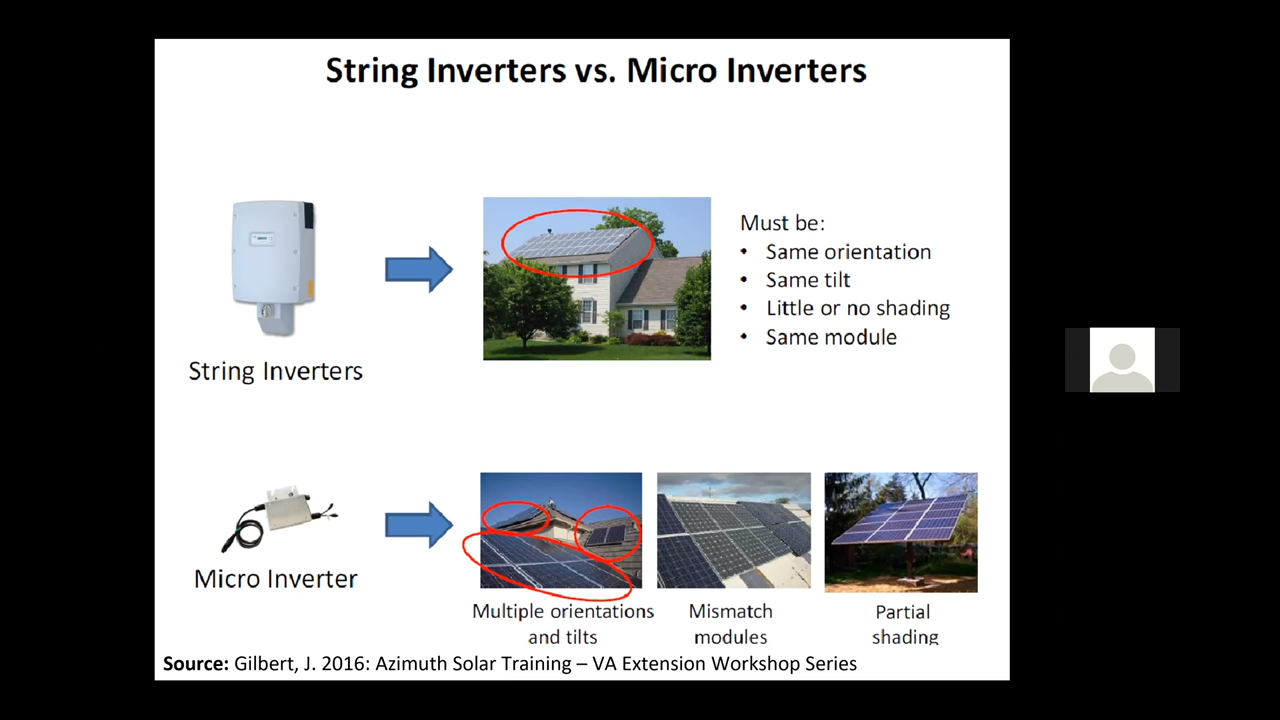 String Inverters vs. Micro Inverters
Must be:
• Same orientation
• Same tilt
• Little or no shading
• Same module
String Inverters
Micro Inverter
Multiple orientations
and tilts
Mismatch
modules
Partial
shading
Source: Gilbert, J. 2016: Azimuth Solar Training – VA Extension Workshop Series